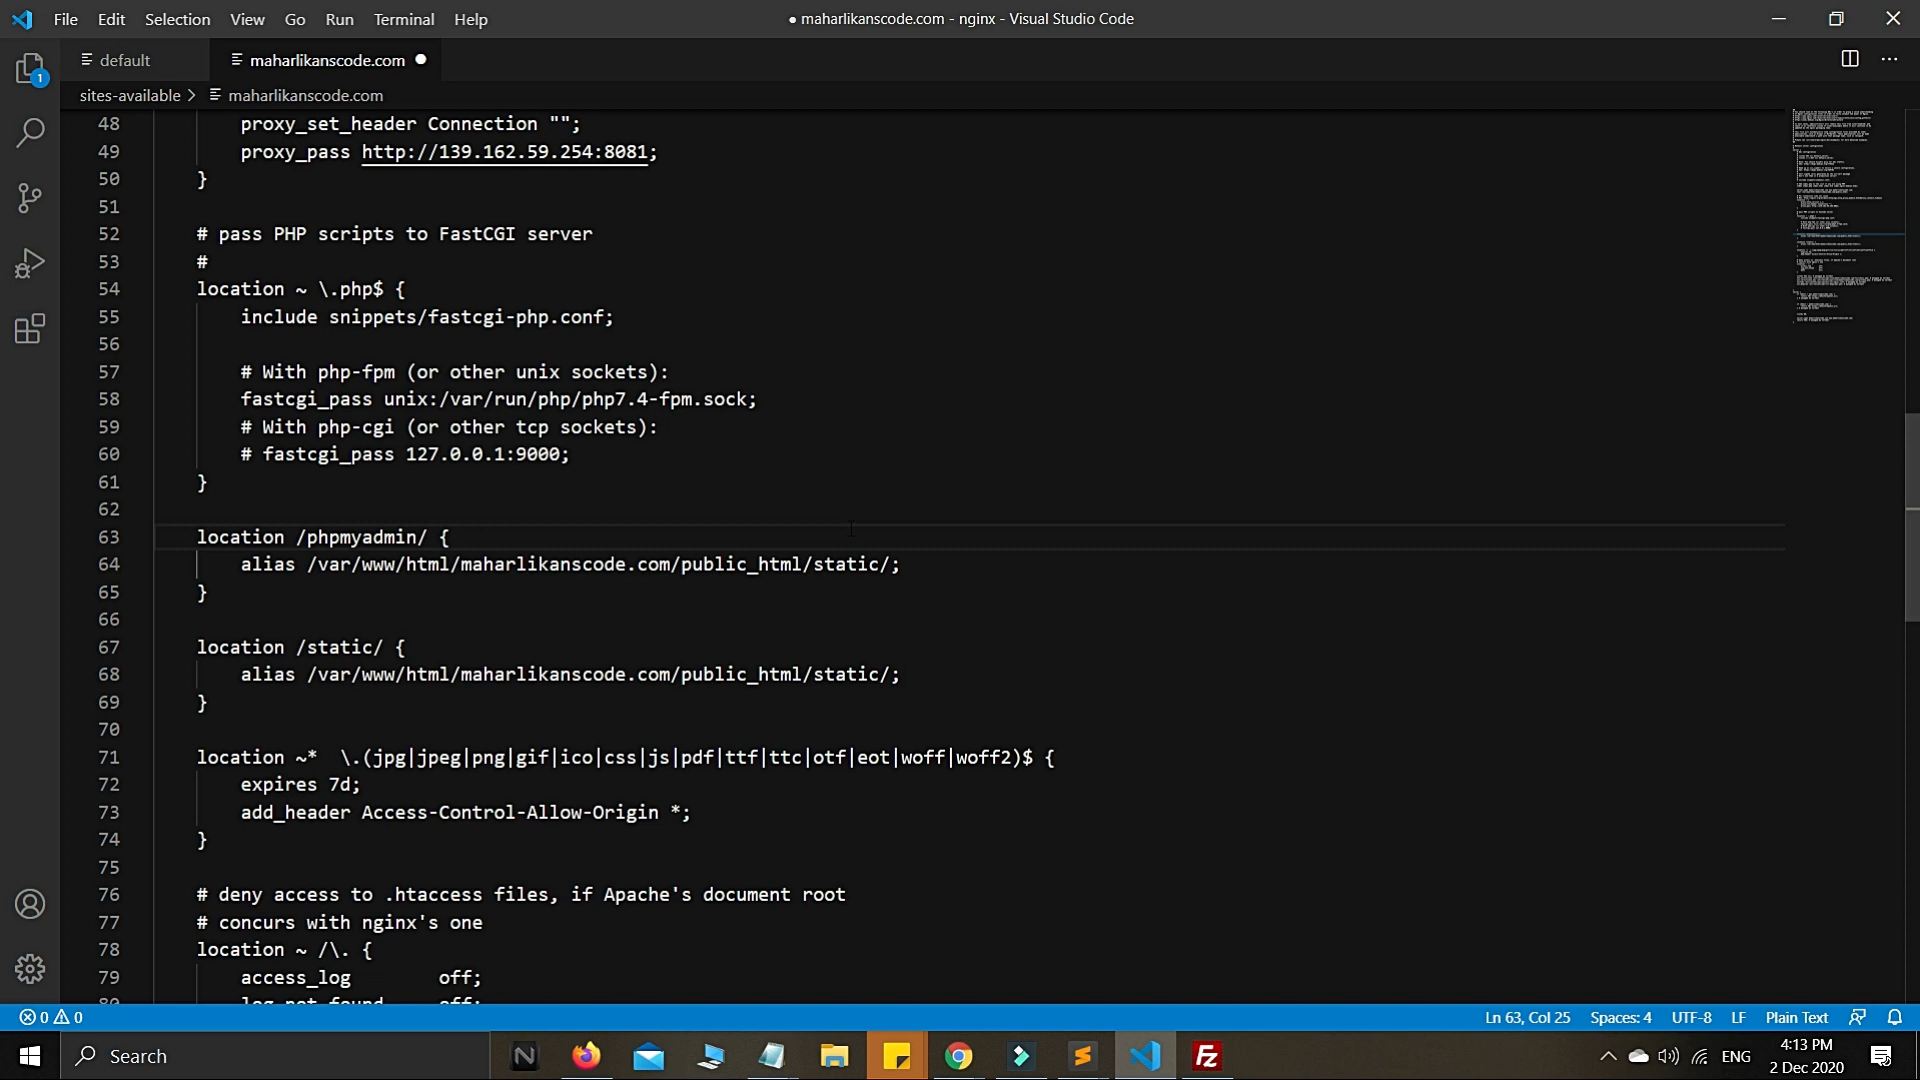 File Edit Selection View Go Run Terminal Help
● maharlikanscode.com - nginx - Visual Studio Code
default
maharlikanscode.com ●
sites-available > maharlikanscode.com
1
48 proxy_set_header Connection "";
49 proxy_pass http://139.162.59.254:8081;
50 }
51
52 # pass PHP scripts to FastCGI server
53 #
54 location ~ \.php$ {
55 include snippets/fastcgi-php.conf;
56
57 # With php-fpm (or other unix sockets):
58 fastcgi_pass unix:/var/run/php/php7.4-fpm.sock;
59 # With php-cgi (or other tcp sockets):
60 # fastcgi_pass 127.0.0.1:9000;
61 }
62
63 location /phpmyadmin/ {
64 alias /var/www/html/maharlikanscode.com/public_html/static/;
65 }
66
67 location /static/ {
68 alias /var/www/html/maharlikanscode.com/public_html/static/;
69 }
70
71 location ~*  \.(jpg|jpeg|png|gif|ico|css|js|pdf|ttf|ttc|otf|eot|woff|woff2)$ {
72 expires 7d;
73 add_header Access-Control-Allow-Origin *;
74 }
75
76 # deny access to .htaccess files, if Apache's document root
77 # concurs with nginx's one
78 location ~ /\. {
79 access_log        off;
80 log_not_found     off;
0 0
Ln 63, Col 25 Spaces: 4 UTF-8 LF Plain Text
Search
ENG
4:13 PM
2 Dec 2020